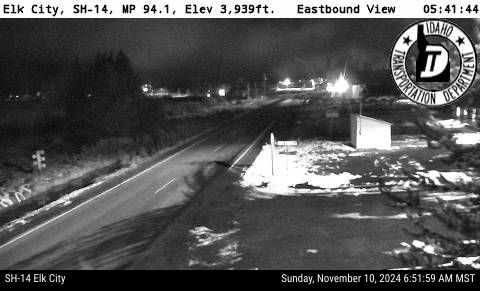 Elk City, SH-14, MP 94.1, Elev 3,939ft.   Eastbound View   05:41:44
IDAHO
TRANSPORTATION DEPARTMENT
SH-14 Elk City   Sunday, November 10, 2024 6:51:59 AM MST